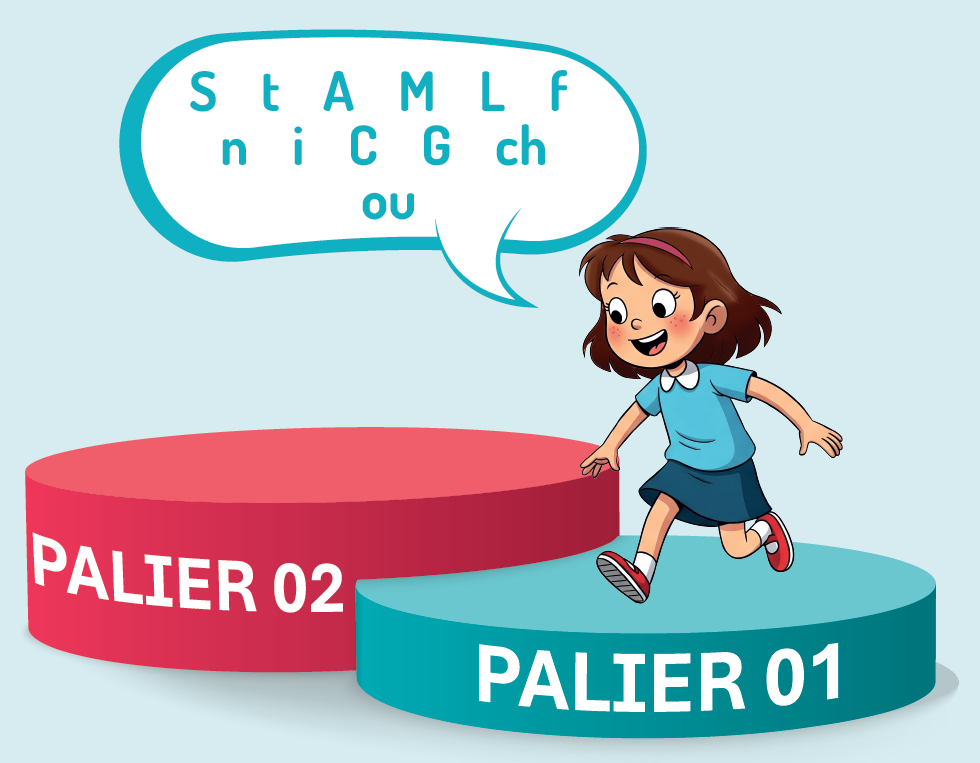 S t A M L f
n i C G ch
ou
PALIER 02
PALIER 01